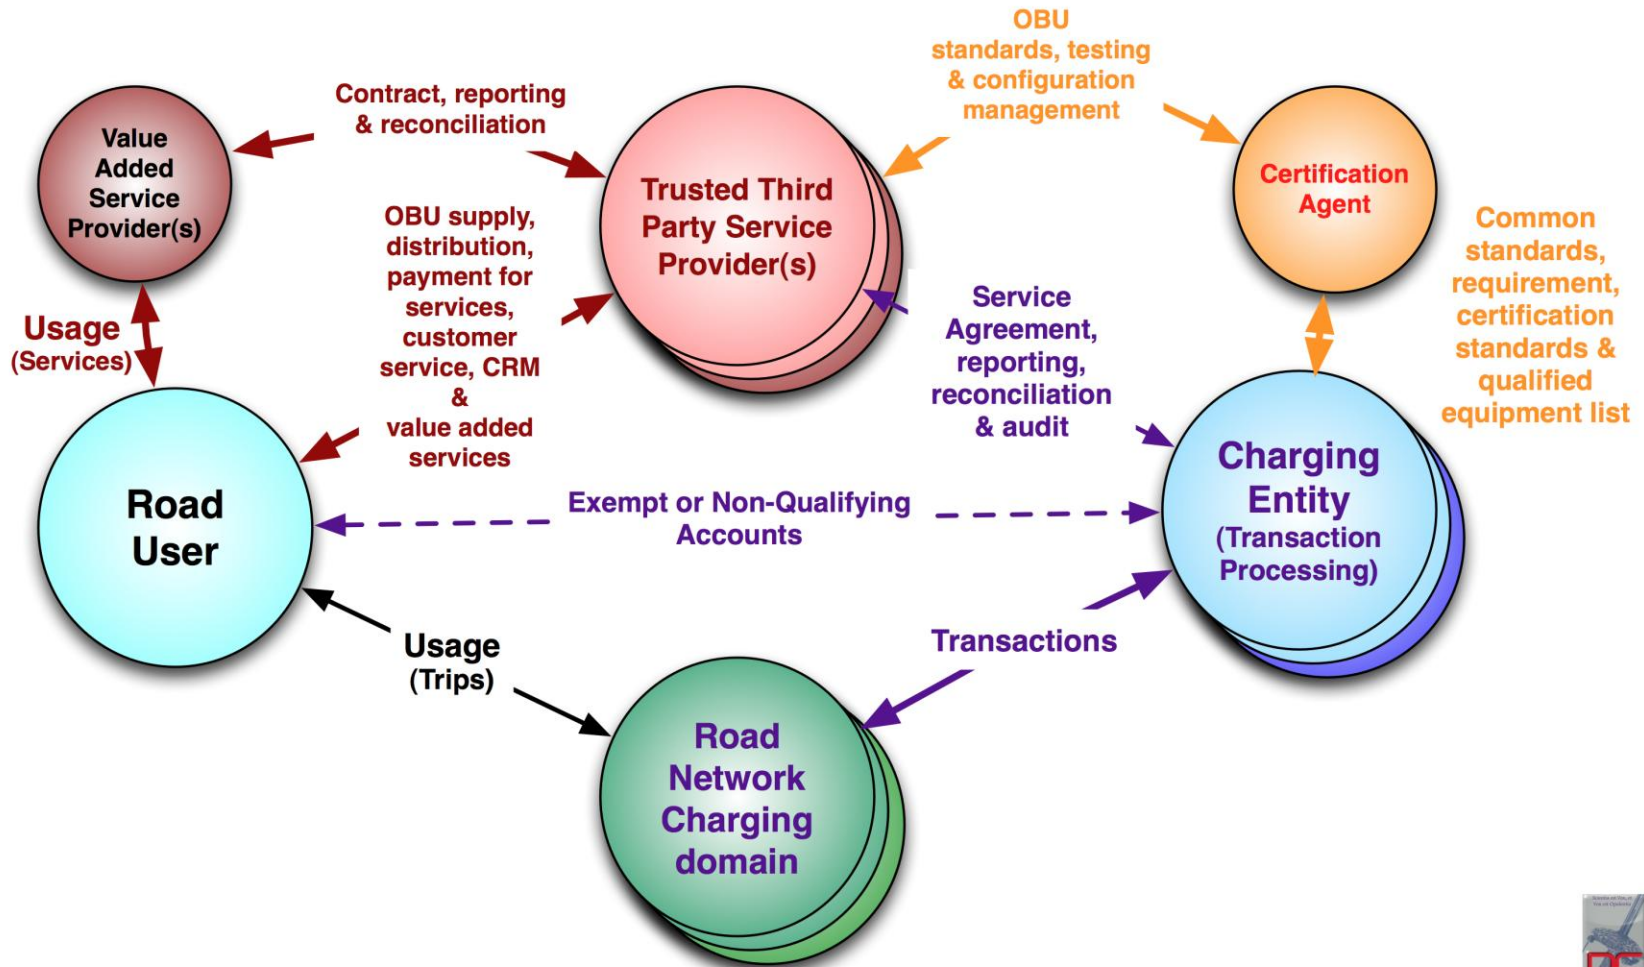 OBU
standards, testing
& configuration
management
Contract, reporting
& reconciliation
Value
Added
Service
Provider(s)
Trusted Third
Party Service
Provider(s)
Certification
Agent
OBU supply,
distribution,
payment for
services,
customer
service, CRM
&
value added
services
Common
standards,
requirement,
certification
standards &
qualified
equipment list
Service
Agreement,
reporting,
reconciliation
& audit
Usage
(Services)
Charging
Entity
(Transaction
Processing)
Road
User
Exempt or Non-Qualifying
Accounts
Usage
(Trips)
Transactions
Road
Network
Charging
domain